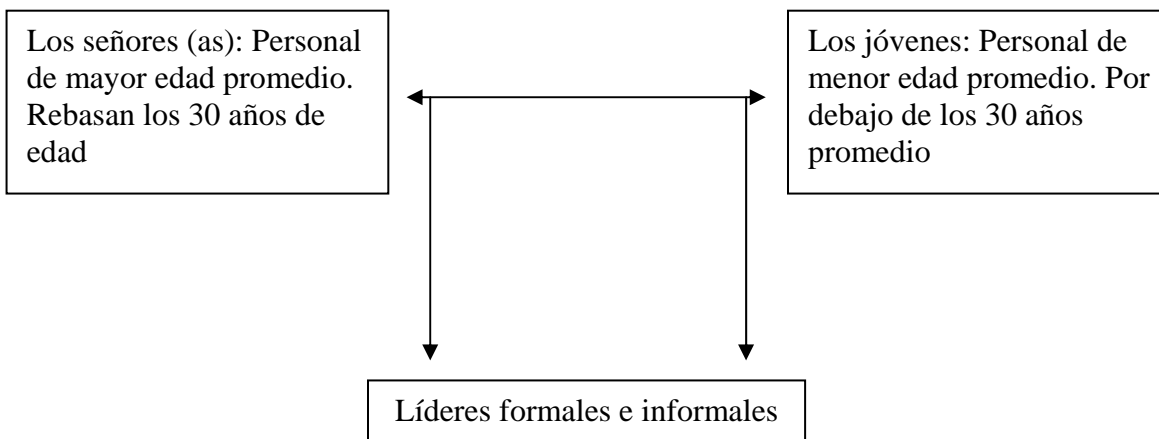 Los señores (as): Personal
de mayor edad promedio.
Rebasan los 30 años de
edad
Los jóvenes: Personal de
menor edad promedio. Por
debajo de los 30 años
promedio
Líderes formales e informales